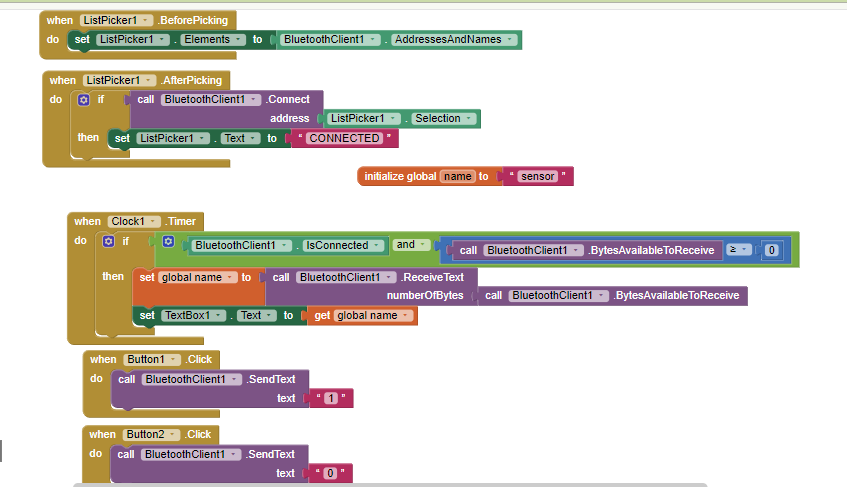 when ListPicker1 .BeforePicking
do set ListPicker1 . Elements to BluetoothClient1 . AddressesAndNames
when ListPicker1 .AfterPicking
do if call BluetoothClient1 .Connect
address ListPicker1 . Selection
then set ListPicker1 . Text to " CONNECTED "
initialize global name to " sensor "
when Clock1 .Timer
do if BluetoothClient1 . IsConnected and call BluetoothClient1 .BytesAvailableToReceive ≥ 0
then set global name to call BluetoothClient1 .ReceiveText
numberOfBytes call BluetoothClient1 .BytesAvailableToReceive
set TextBox1 . Text to get global name
when Button1 .Click
do call BluetoothClient1 .SendText
text " 1 "
when Button2 .Click
do call BluetoothClient1 .SendText
text " 0 "